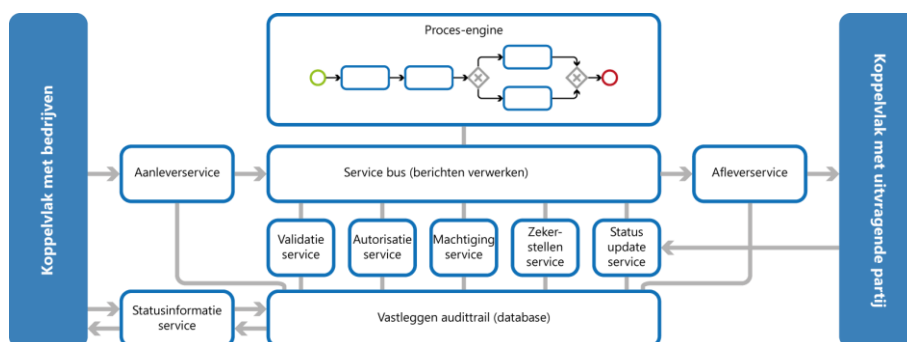 Koppelvlak met bedrijven
Proces-engine
Koppelvlak met uitvragende partij
Aanleverservice
Service bus (berichten verwerken)
Afleverservice
Validatie
service
Autorisatie
service
Machtiging
service
Zeker-
stellen
service
Status
update
service
Statusinformatie
service
Vastleggen audittrail (database)